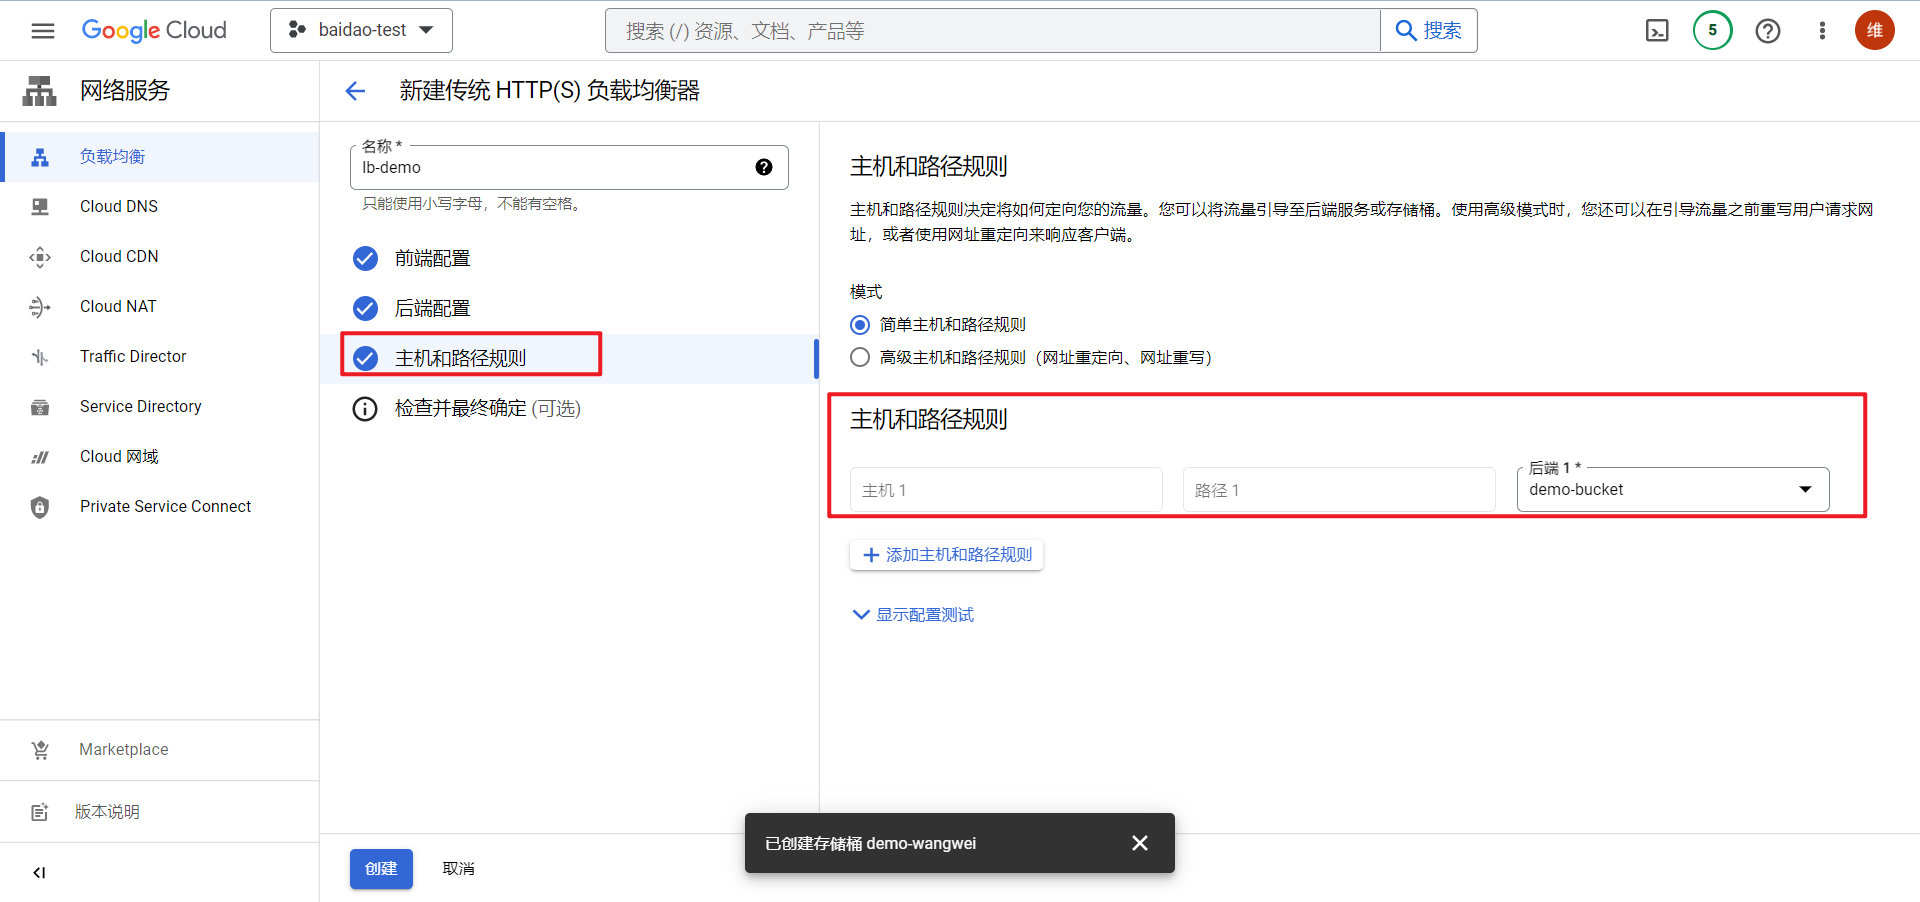 Google Cloud
baidao-test
搜索 (/) 资源、文档、产品等
搜索
5
维
网络服务
新建传统 HTTP(S) 负载均衡器
负载均衡
Cloud DNS
Cloud CDN
Cloud NAT
Traffic Director
Service Directory
Cloud 网域
Private Service Connect
Marketplace
版本说明
名称 *
lb-demo
只能使用小写字母，不能有空格。
前端配置
后端配置
主机和路径规则
检查并最终确定 (可选)
创建
取消
主机和路径规则
主机和路径规则决定将如何定向您的流量。您可以将流量引导至后端服务或存储桶。使用高级模式时，您还可以在引导流量之前重写用户请求网
址，或者使用网址重定向来响应客户端。
模式
简单主机和路径规则
高级主机和路径规则（网址重定向、网址重写）
主机和路径规则
主机 1
路径 1
后端 1 *
demo-bucket
添加主机和路径规则
显示配置测试
已创建存储桶 demo-wangwei